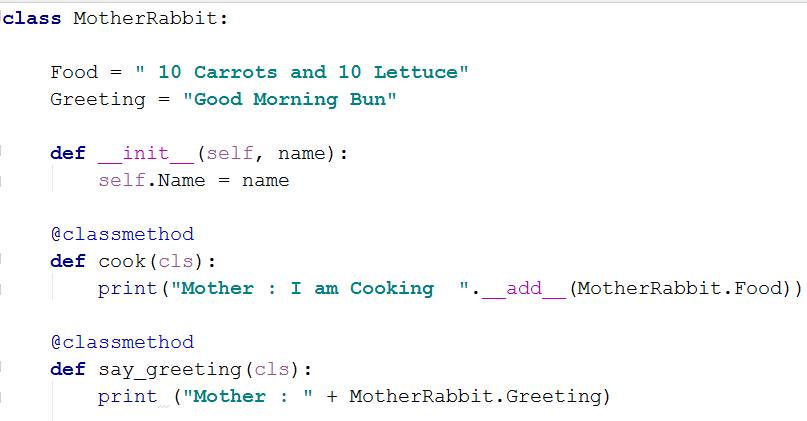 class MotherRabbit:
    Food = " 10 Carrots and 10 Lettuce"
    Greeting = "Good Morning Bun"
    def __init__(self, name):
        self.Name = name
    @classmethod
    def cook(cls):
        print("Mother : I am Cooking  ".__add__(MotherRabbit.Food))
    @classmethod
    def say_greeting(cls):
        print ("Mother : " + MotherRabbit.Greeting)